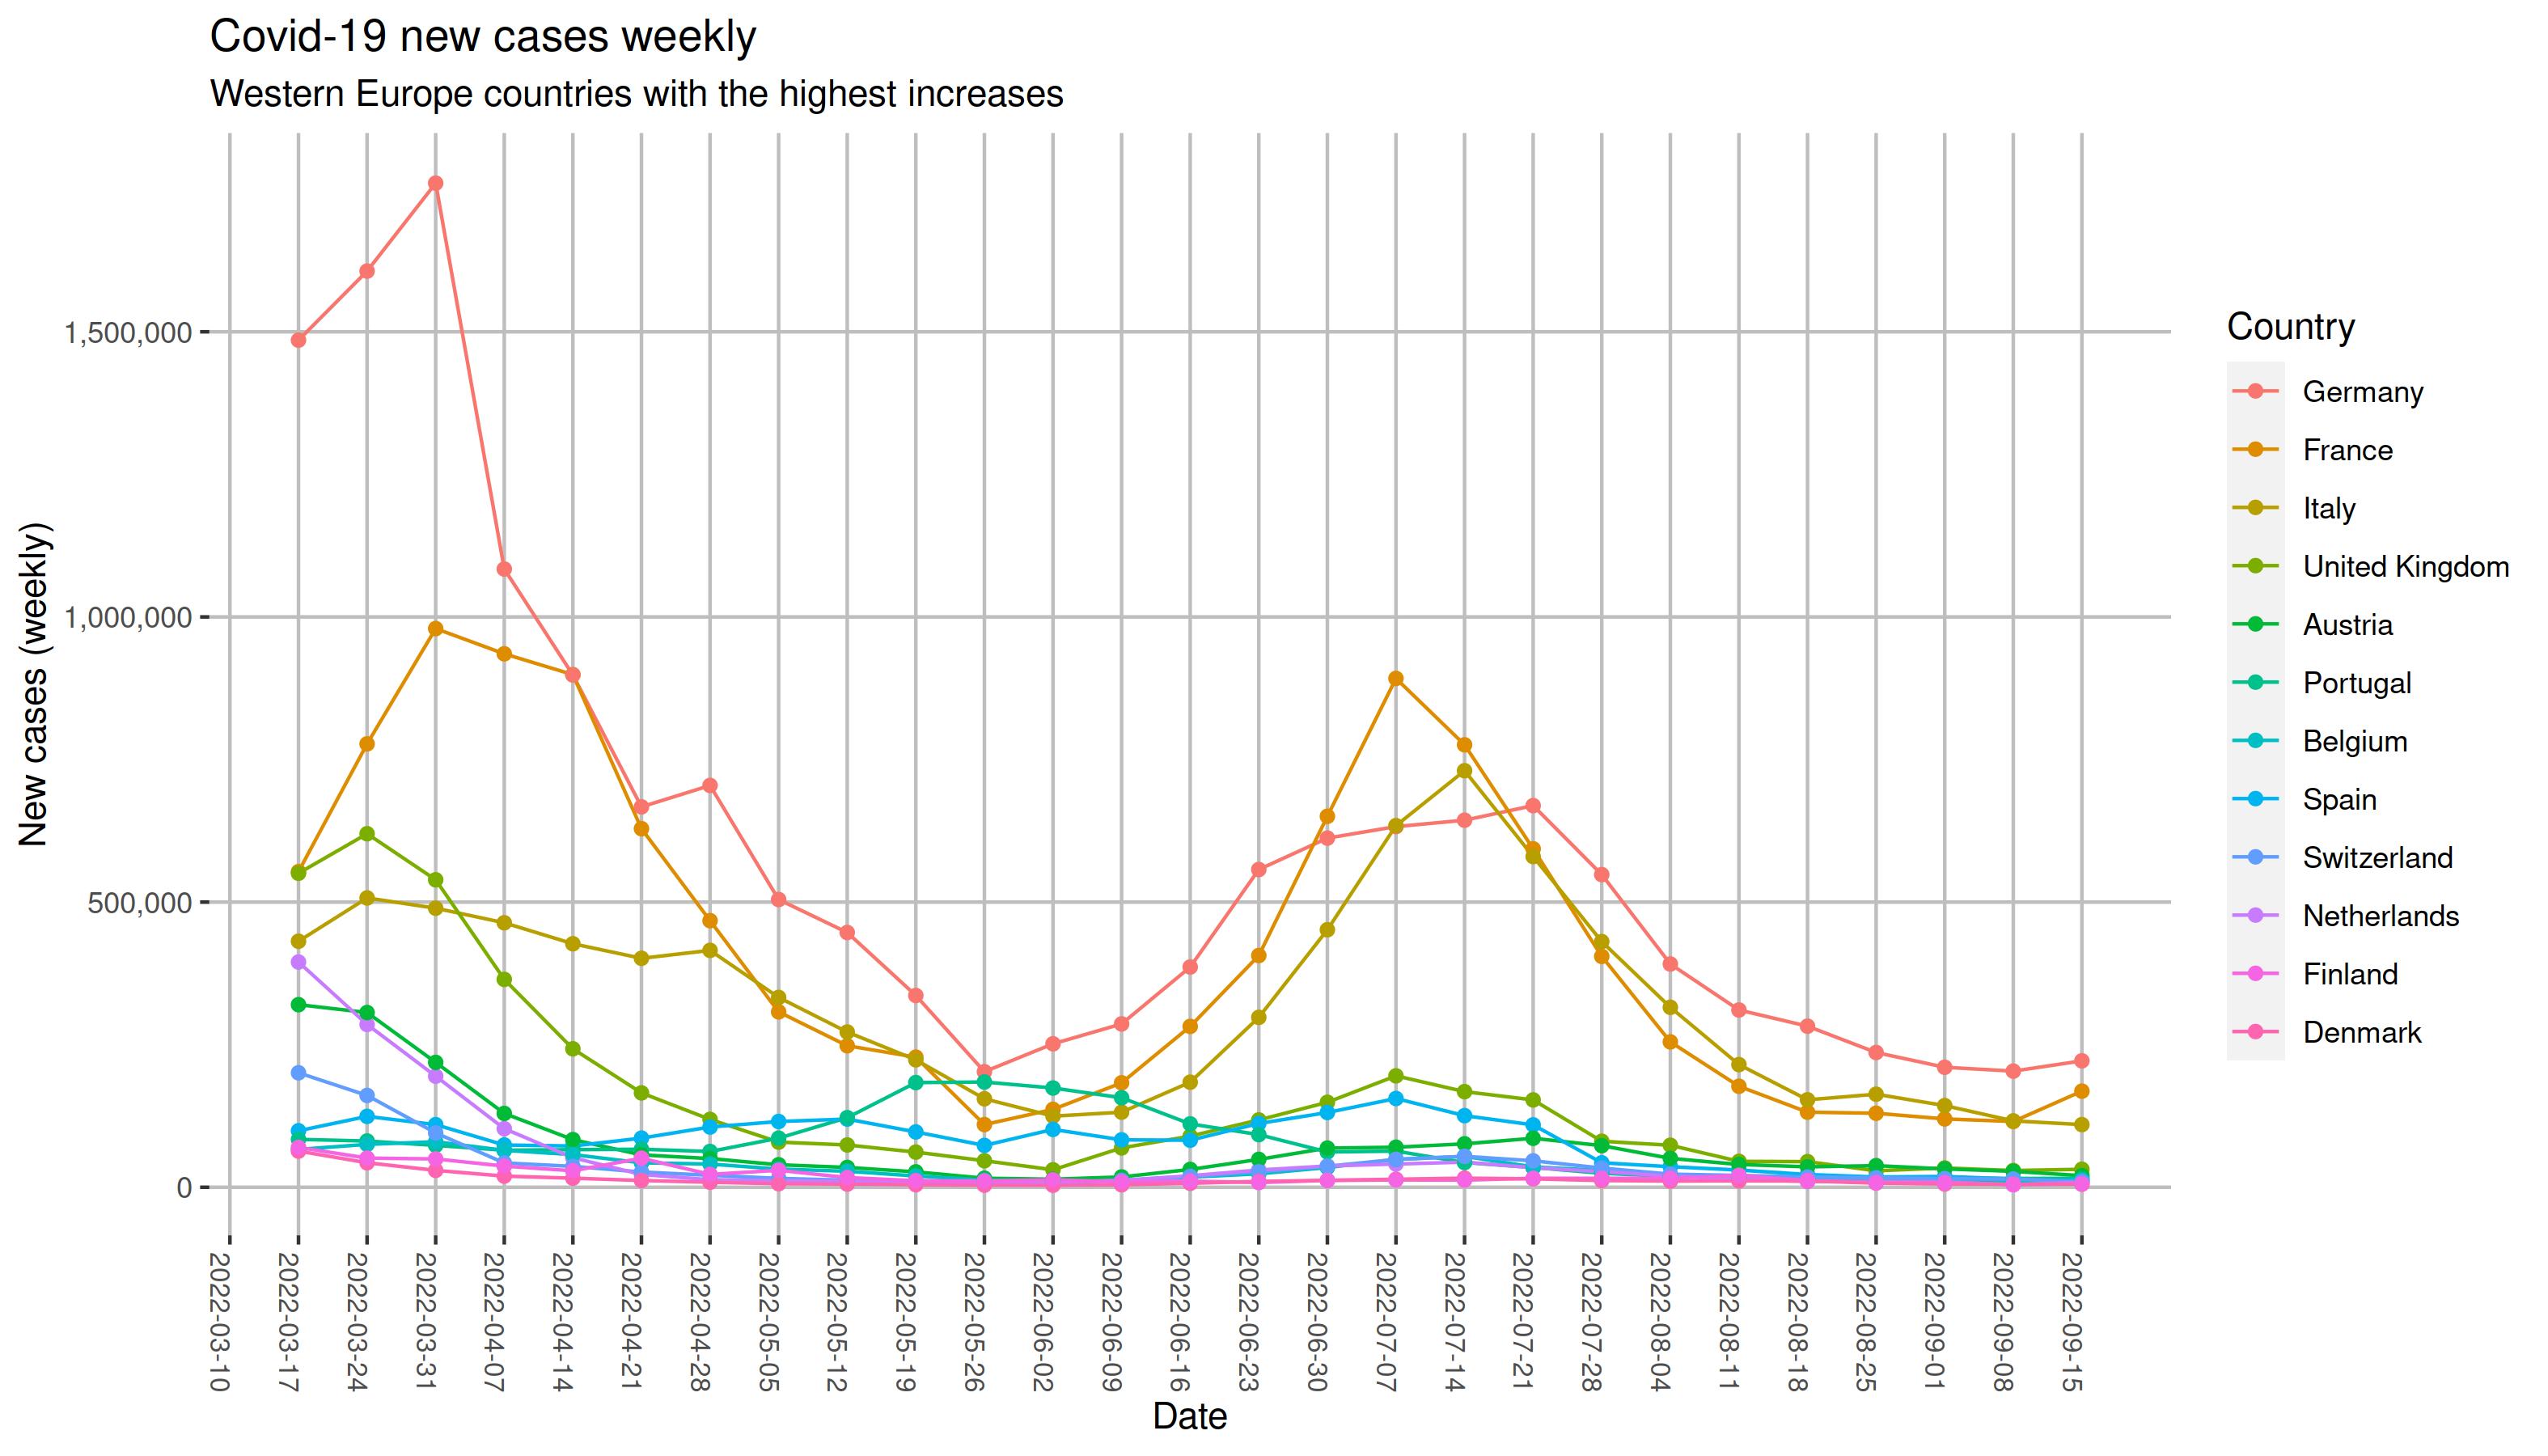 Covid-19 new cases weekly
Western Europe countries with the highest increases
New cases (weekly)
1,500,000
1,000,000
500,000
0
2022-03-10
2022-03-17
2022-03-24
2022-03-31
2022-04-07
2022-04-14
2022-04-21
2022-04-28
2022-05-05
2022-05-12
2022-05-19
2022-05-26
2022-06-02
2022-06-09
2022-06-16
2022-06-23
2022-06-30
2022-07-07
2022-07-14
2022-07-21
2022-07-28
2022-08-04
2022-08-11
2022-08-18
2022-08-25
2022-09-01
2022-09-08
2022-09-15
Date
Country
Germany
France
Italy
United Kingdom
Austria
Portugal
Belgium
Spain
Switzerland
Netherlands
Finland
Denmark